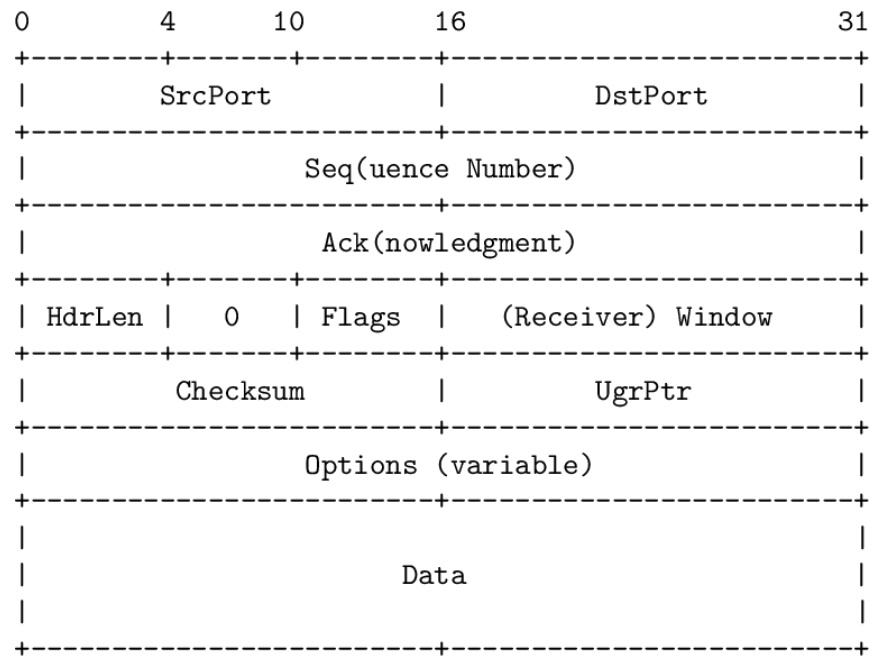 0 4 10 16 31
+--------+-------+--------+--------------------------+
| SrcPort | DstPort |
+-------------------------+--------------------------+
| Seq(uence Number) |
+-------------------------+--------------------------+
| Ack(nowledgment) |
+--------+-------+--------+--------------------------+
| HdrLen | 0 | Flags | (Receiver) Window |
+--------+-------+--------+--------------------------+
| Checksum | UgrPtr |
+-------------------------+--------------------------+
| Options (variable) |
+-------------------------+--------------------------+
| |
| Data |
| |
+-------------------------+--------------------------+